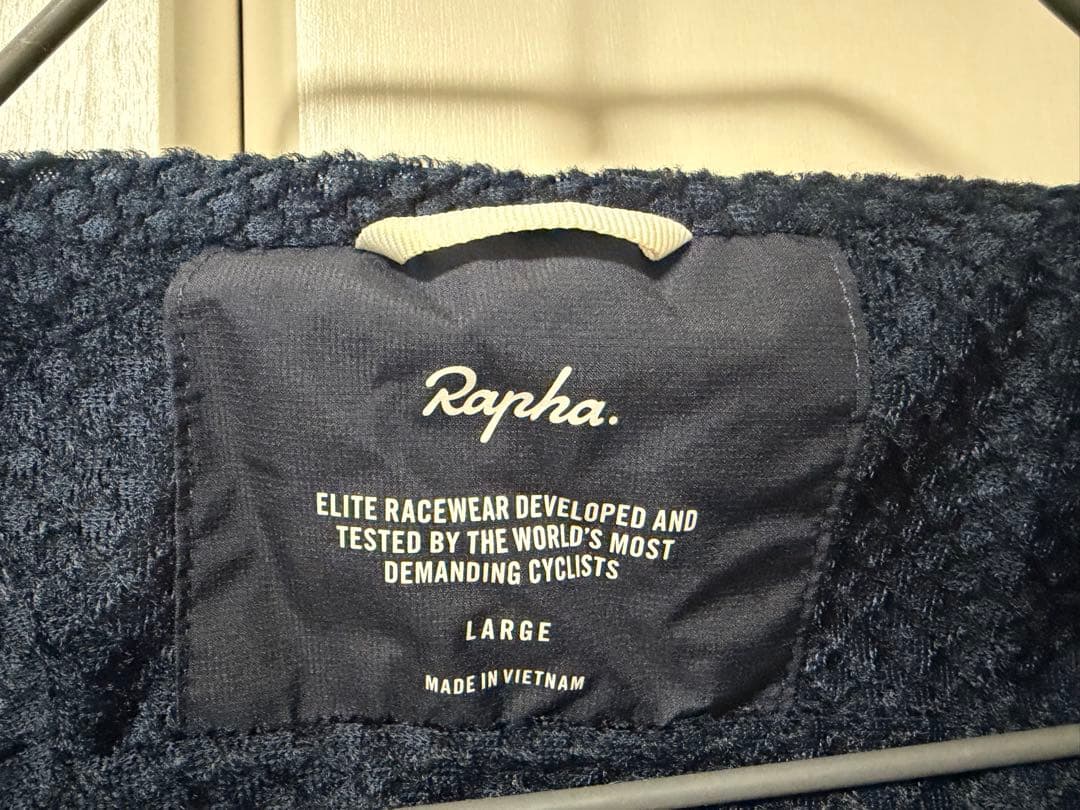 Rapha.
ELITE RACEWEAR DEVELOPED AND
TESTED BY THE WORLD'S MOST
DEMANDING CYCLISTS
LARGE
MADE IN VIETNAM